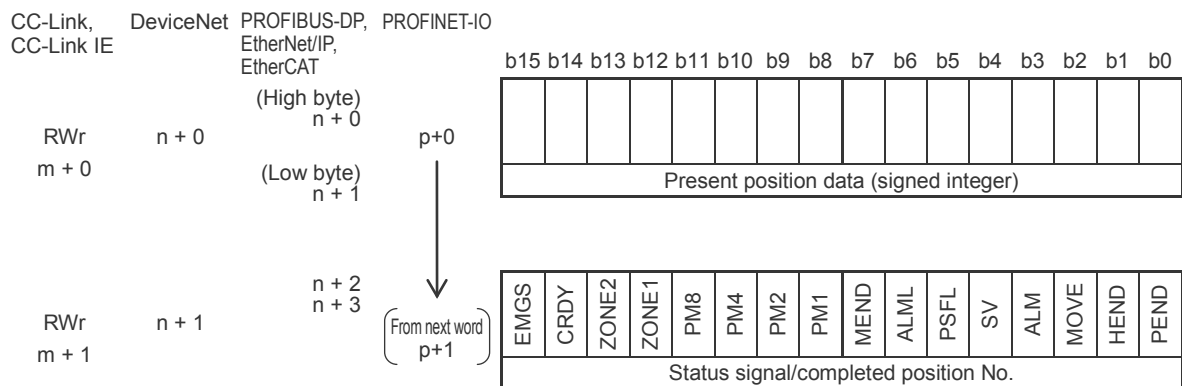 CC-Link,
CC-Link IE
DeviceNet
PROFIBUS-DP,
EtherNet/IP,
EtherCAT
PROFINET-IO
b15 b14 b13 b12 b11 b10 b9 b8 b7 b6 b5 b4 b3 b2 b1 b0
RWr
m + 0
n + 0
(High byte)
n + 0
(Low byte)
n + 1
p+0
Present position data (signed integer)
RWr
m + 1
n + 1
n + 2
n + 3
From next word
p+1
EMGS CRDY ZONE2 ZONE1 PM8 PM4 PM2 PM1 MEND ALML PSFL SV ALM MOVE HEND PEND
Status signal/completed position No.